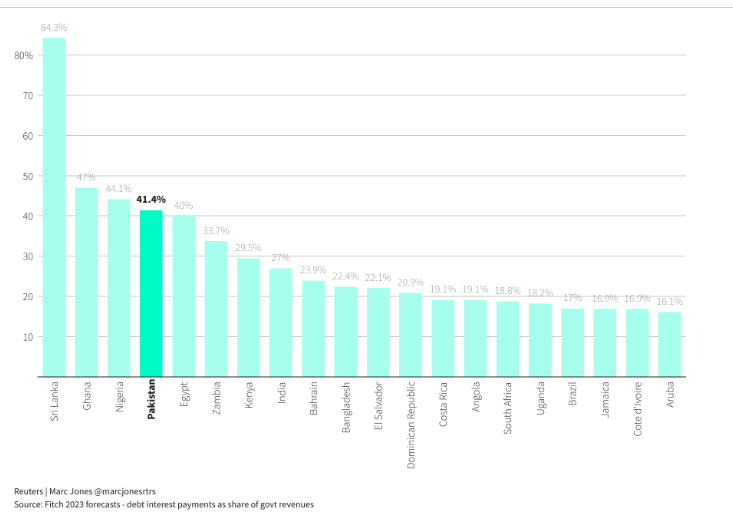 84.3%
80%
70
60
50
40
30
20
10
47%
44.1%
41.4%
40%
33.7%
29.5%
27%
23.9%
22.4%
22.1%
20.9%
19.1%
19.1%
18.8%
18.2%
17%
16.9%
16.9%
16.1%
Sri Lanka
Ghana
Nigeria
Pakistan
Egypt
Zambia
Kenya
India
Bahrain
Bangladesh
El Salvador
Dominican Republic
Costa Rica
Angola
South Africa
Uganda
Brazil
Jamaica
Cote d'Ivoire
Aruba
Reuters | Marc Jones @marcjonesrtrs
Source: Fitch 2023 forecasts - debt interest payments as share of govt revenues